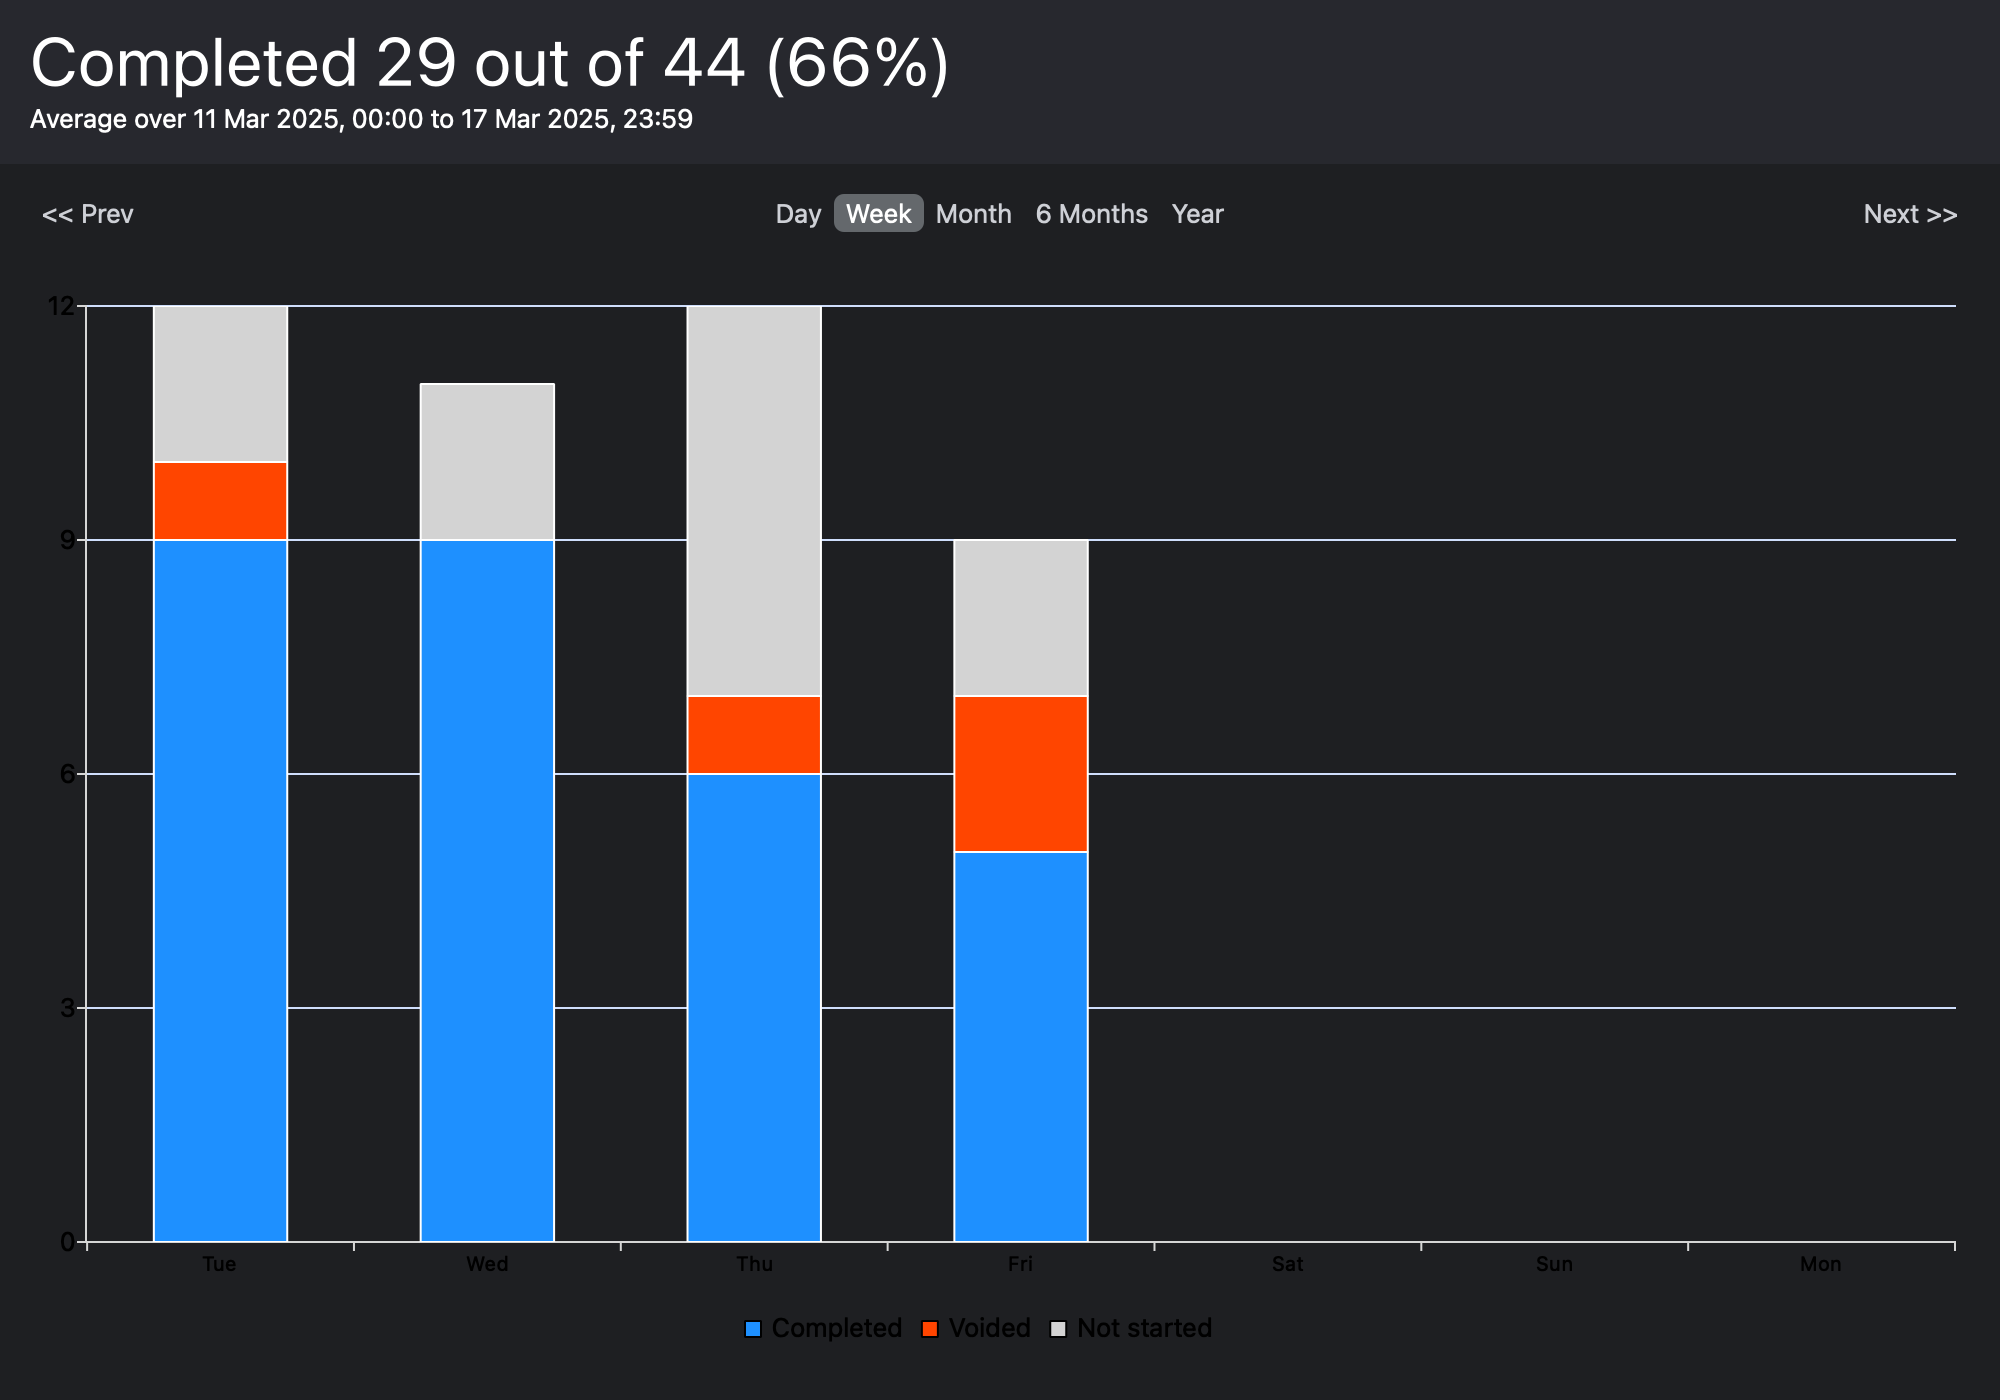 Completed 29 out of 44 (66%)
Average over 11 Mar 2025, 00:00 to 17 Mar 2025, 23:59
<< Prev Day Week Month 6 Months Year Next >>
12
9
6
3
0
Tue Wed Thu Fri Sat Sun Mon
Completed Voided Not started